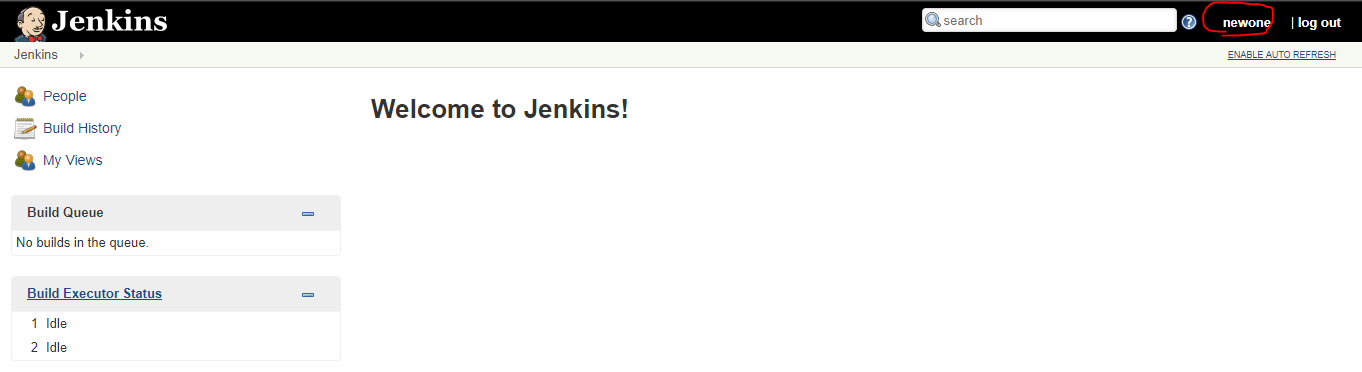 Jenkins
search
?
newone
| log out
Jenkins
ENABLE AUTO REFRESH
People
Build History
My Views
Welcome to Jenkins!
Build Queue
No builds in the queue.
Build Executor Status
1 Idle
2 Idle